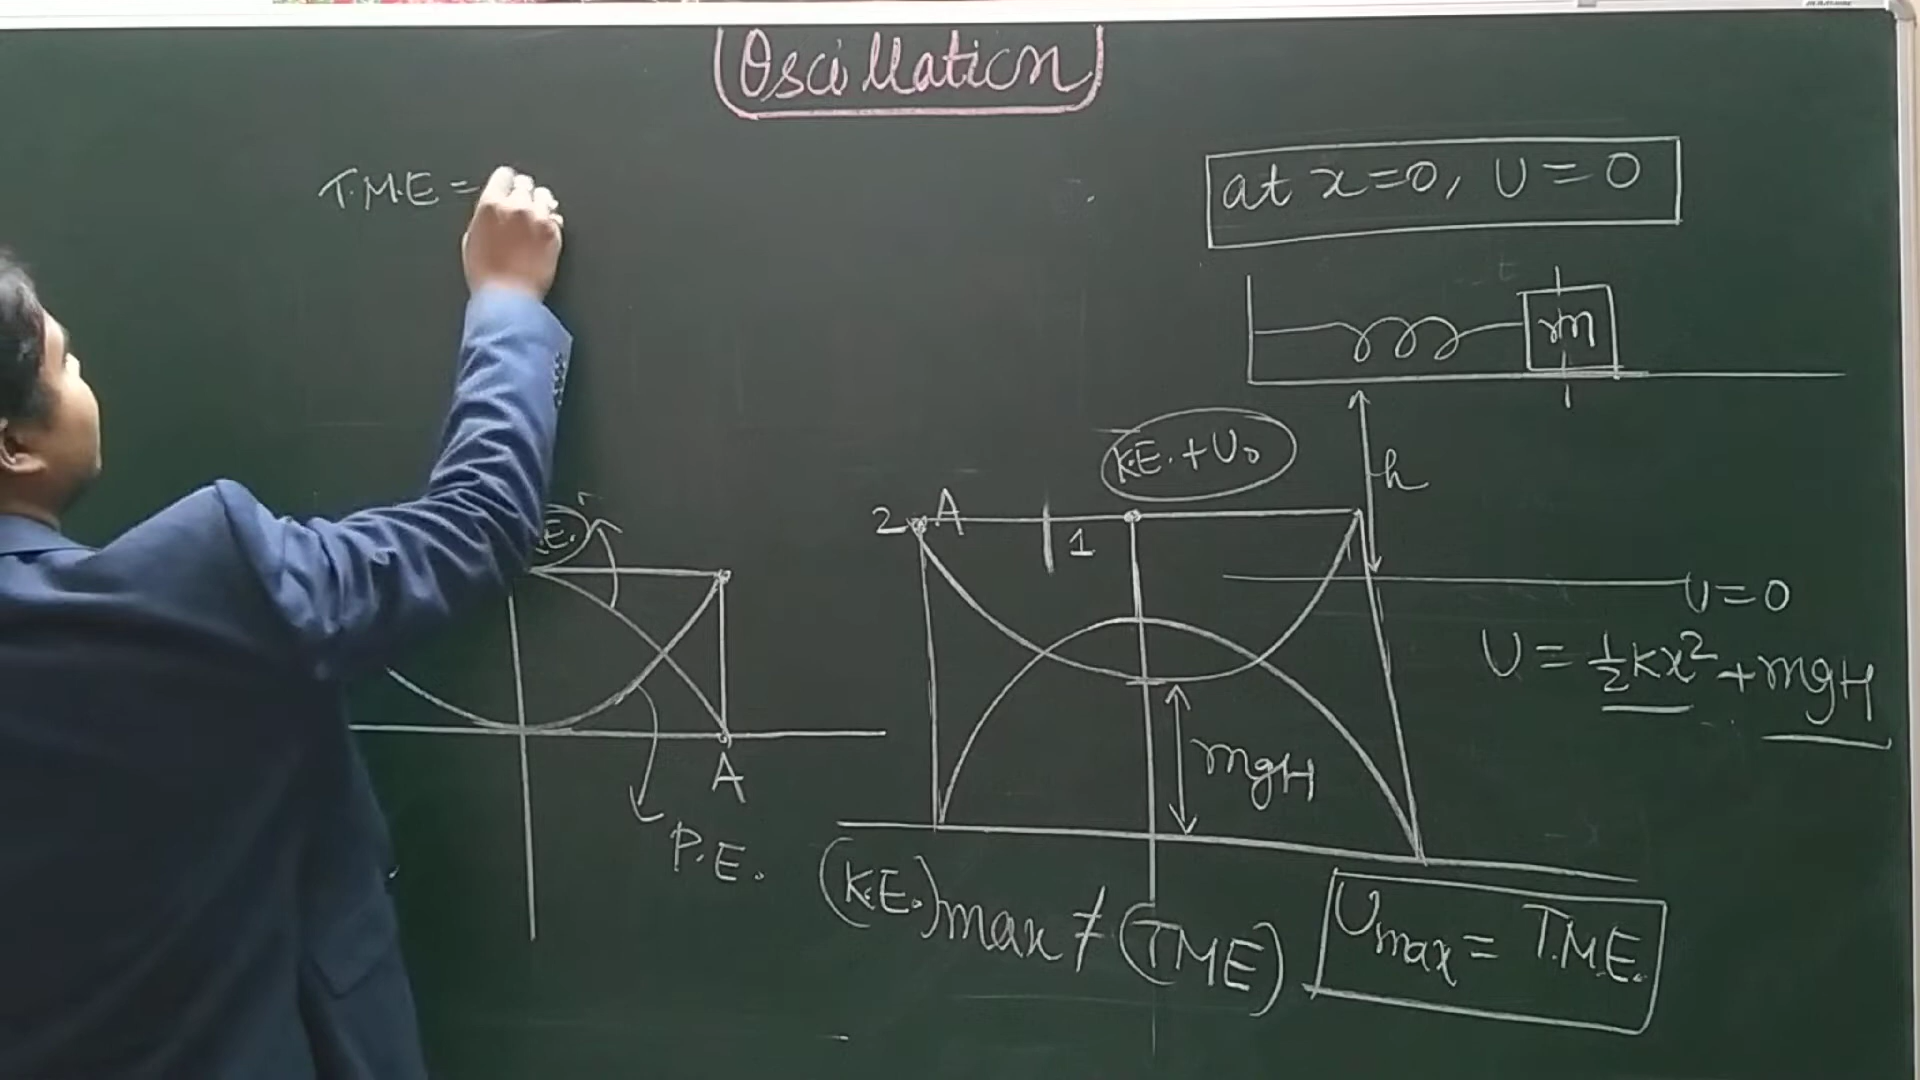 Oscillation
T.M.E =
at x=0, U=0
m
K.E. + U₀
h
2 A
1
U=0
U = ½kx² + mgH
mgH
A
P.E.
(K.E.)max ≠ (TME)
Umax = T.M.E.